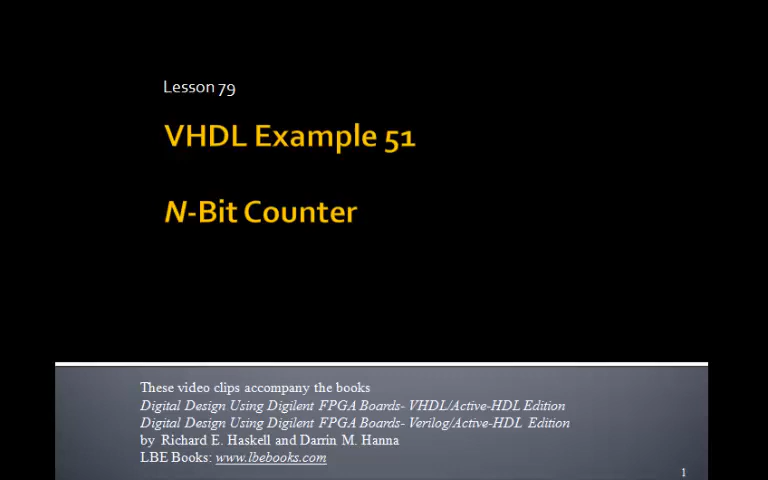 Lesson 79
VHDL Example 51
N-Bit Counter
These video clips accompany the books
Digital Design Using Digilent FPGA Boards- VHDL/Active-HDL Edition
Digital Design Using Digilent FPGA Boards- Verilog/Active-HDL Edition
by Richard E. Haskell and Darrin M. Hanna
LBE Books: www.lbebooks.com
1